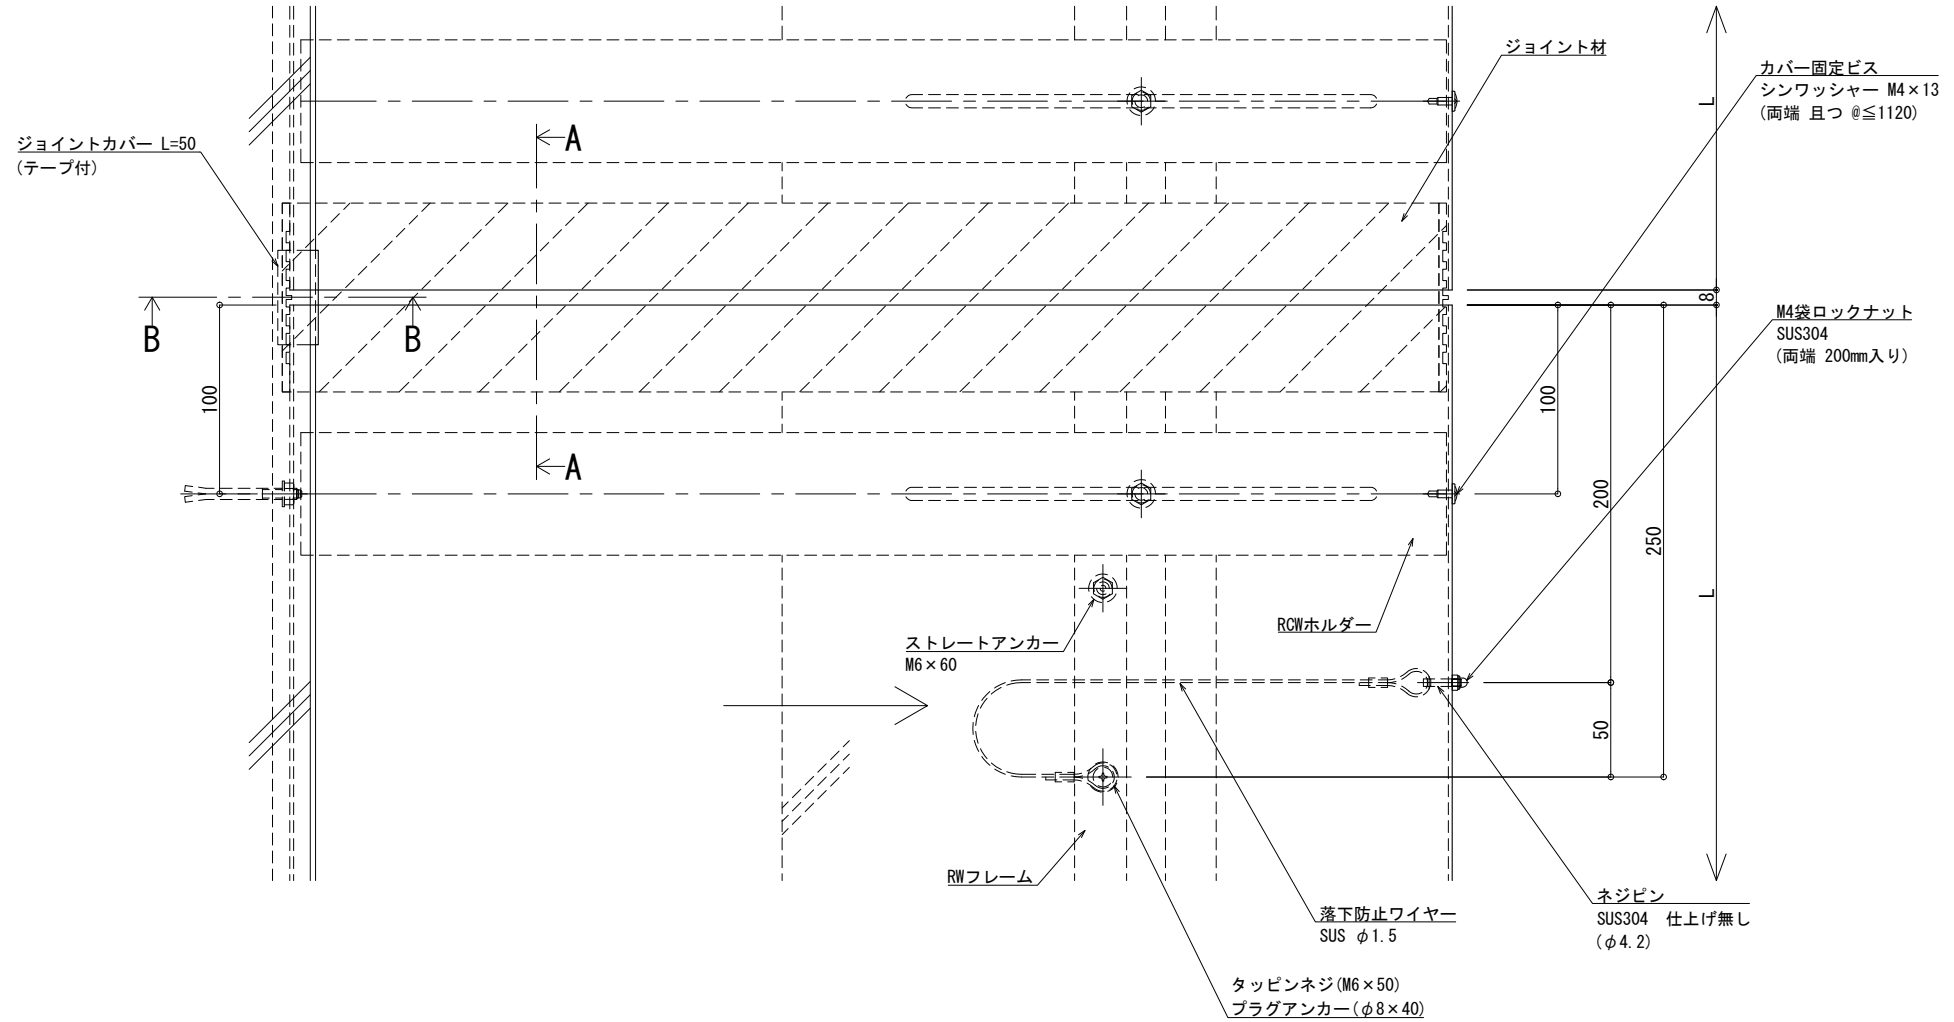 ジョイント材
カバー固定ビス
シンワッシャー M4×13
(両端 且つ @≦1120)
L
ジョイントカバー L=50
(テープ付)
A
B
B
8
M4袋ロックナット
SUS304
(両端 200mm入り)
100
100
A
200
250
L
ストレートアンカー
M6×60
RCWホルダー
50
RWフレーム
落下防止ワイヤー
SUS φ1.5
ネジピン
SUS304 仕上げ無し
(φ4.2)
タッピンネジ(M6×50)
プラグアンカー(φ8×40)